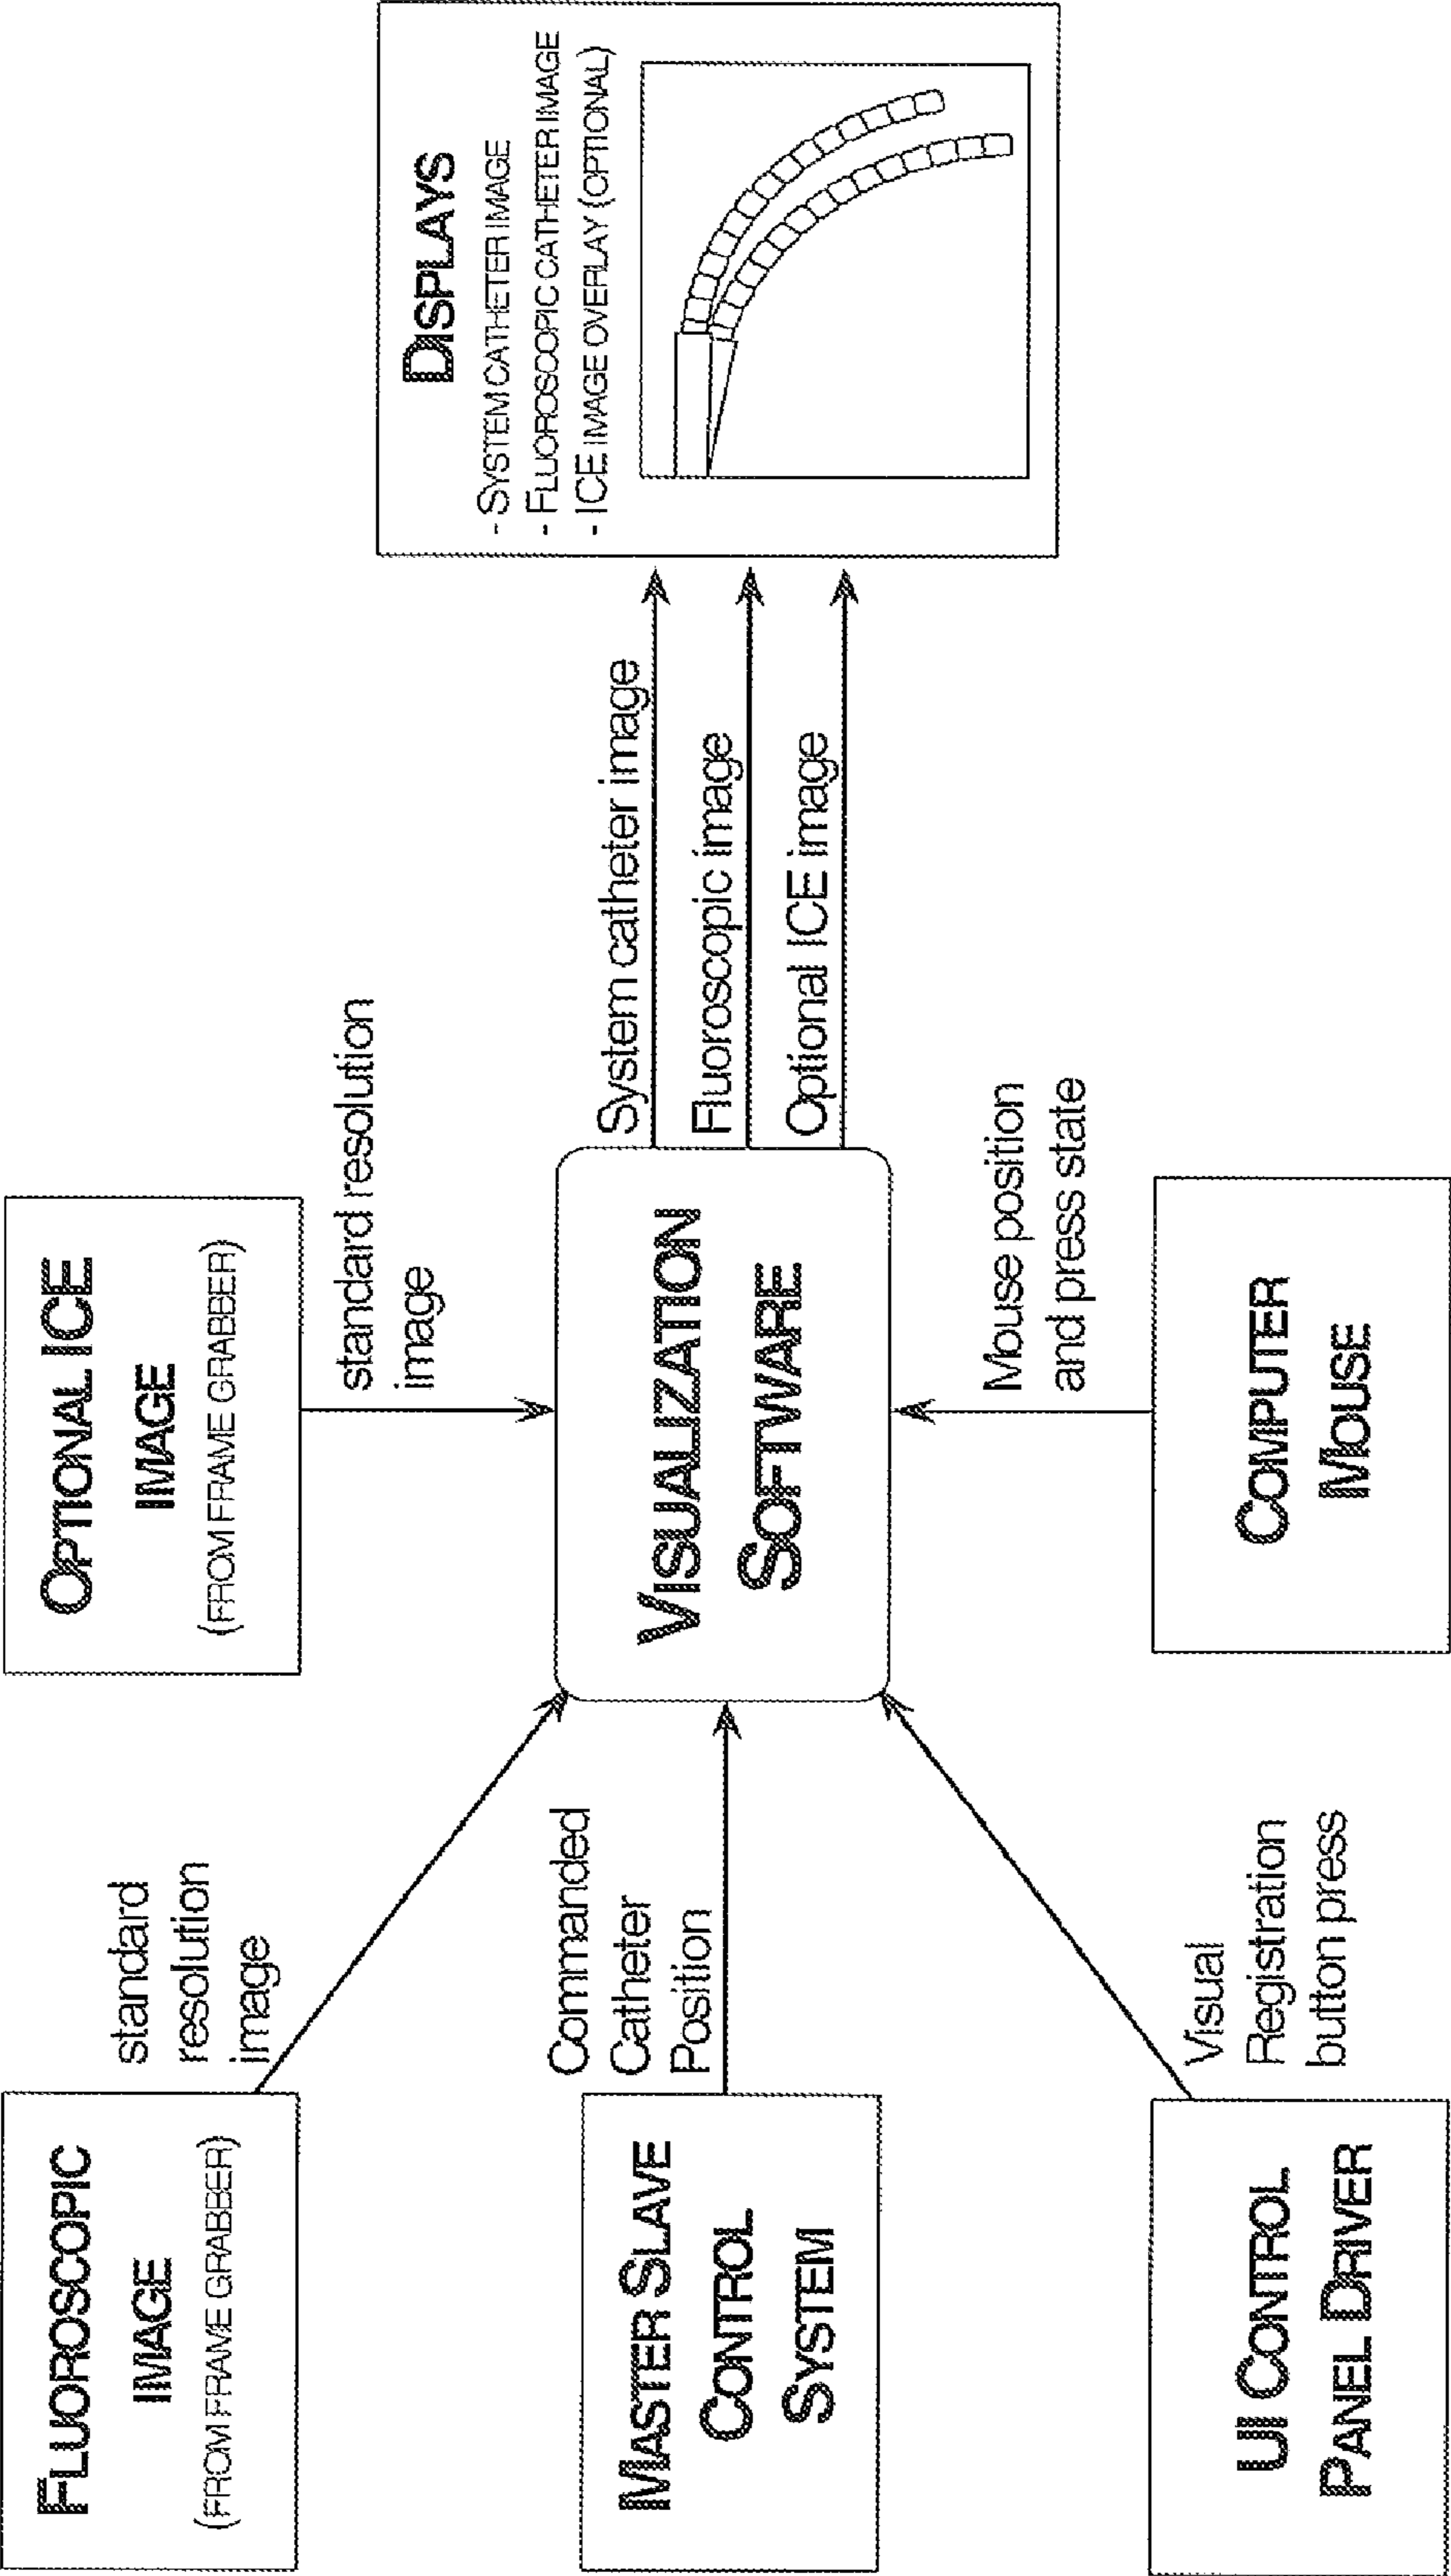 FLUOROSCOPIC
IMAGE
(FROM FRAME GRABBER)
standard
resolution
image
OPTIONAL ICE
IMAGE
(FROM FRAME GRABBER)
standard resolution
image
MASTER SLAVE
CONTROL
SYSTEM
Commanded
Catheter
Position
VISUALIZATION
SOFTWARE
System catheter image
Fluoroscopic image
Optional ICE image
DISPLAYS
- SYSTEM CATHETER IMAGE
- FLUOROSCOPIC CATHETER IMAGE
- ICE IMAGE OVERLAY (OPTIONAL)
UI CONTROL
PANEL DRIVER
Visual
Registration
button press
COMPUTER
MOUSE
Mouse position
and press state